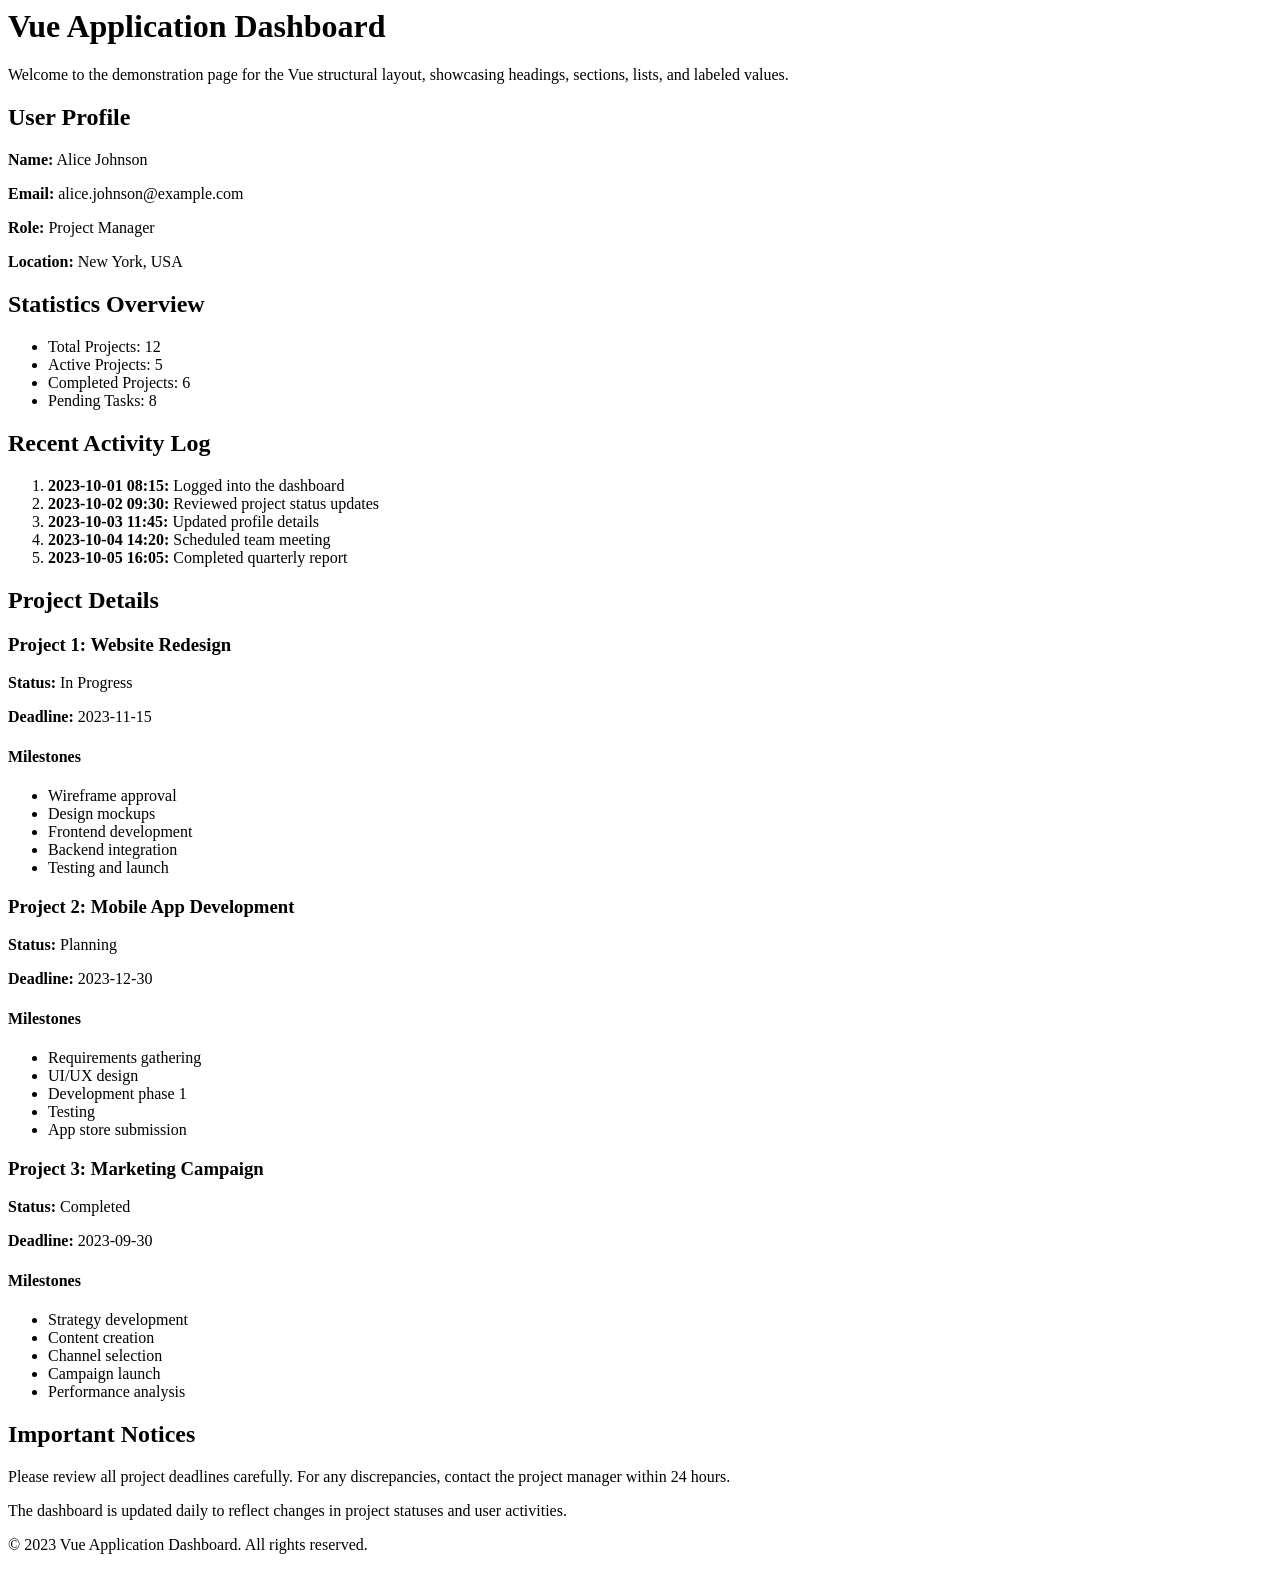 Vue Application Dashboard
Welcome to the demonstration page for the Vue structural layout, showcasing headings, sections, lists, and labeled values.
User Profile
Name: Alice Johnson
Email: alice.johnson@example.com
Role: Project Manager
Location: New York, USA
Statistics Overview
• Total Projects: 12
• Active Projects: 5
• Completed Projects: 6
• Pending Tasks: 8
Recent Activity Log
1. 2023-10-01 08:15: Logged into the dashboard
2. 2023-10-02 09:30: Reviewed project status updates
3. 2023-10-03 11:45: Updated profile details
4. 2023-10-04 14:20: Scheduled team meeting
5. 2023-10-05 16:05: Completed quarterly report
Project Details
Project 1: Website Redesign
Status: In Progress
Deadline: 2023-11-15
Milestones
• Wireframe approval
• Design mockups
• Frontend development
• Backend integration
• Testing and launch
Project 2: Mobile App Development
Status: Planning
Deadline: 2023-12-30
Milestones
• Requirements gathering
• UI/UX design
• Development phase 1
• Testing
• App store submission
Project 3: Marketing Campaign
Status: Completed
Deadline: 2023-09-30
Milestones
• Strategy development
• Content creation
• Channel selection
• Campaign launch
• Performance analysis
Important Notices
Please review all project deadlines carefully. For any discrepancies, contact the project manager within 24 hours.
The dashboard is updated daily to reflect changes in project statuses and user activities.
© 2023 Vue Application Dashboard. All rights reserved.